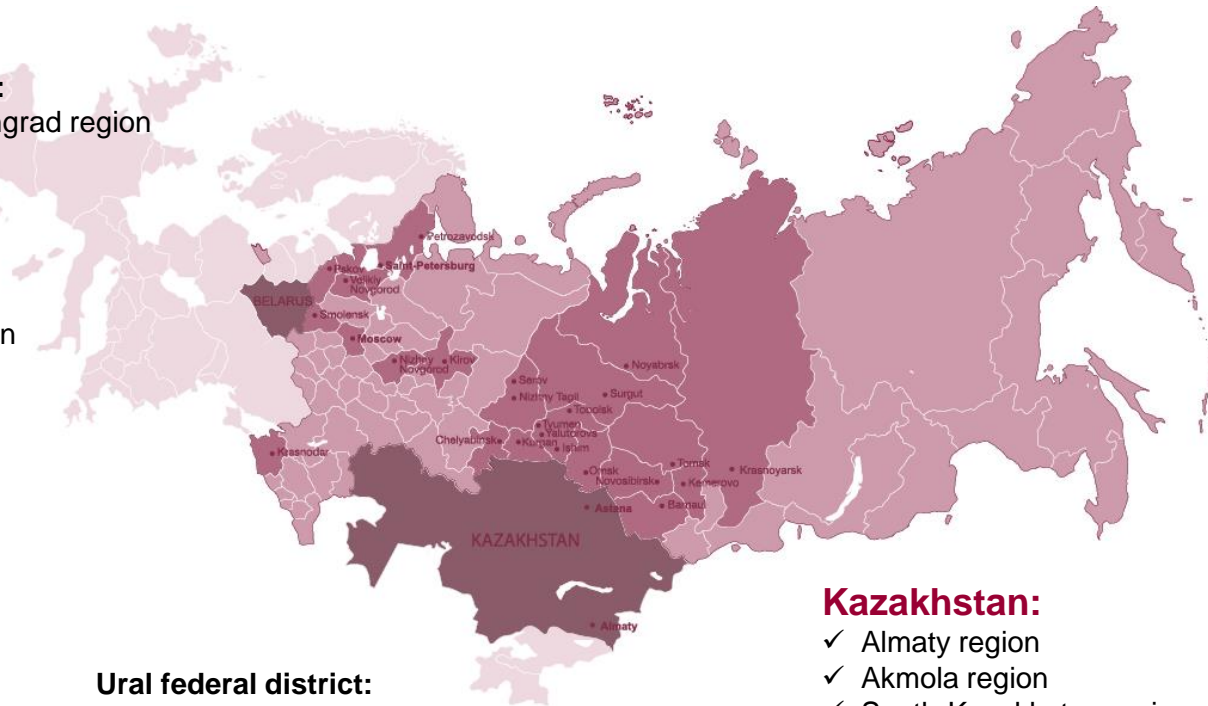 :
ngrad region
n
Petrozavodsk
Pskov
Saint-Petersburg
Velikiy
Novgorod
BELARUS
Smolensk
Moscow
Nizhny
Novgorod
Kirov
Noyabrsk
Serov
Nizhny Tagil
Surgut
Tobolsk
Tyumen
Yalutorovs
Chelyabinsk
Kurgan
Ishim
Krasnodar
Omsk
Tomsk
Krasnoyarsk
Novosibirsk
Kemerovo
Astana
Barnaul
KAZAKHSTAN
Almaty
Kazakhstan:
✓ Almaty region
✓ Akmola region
Ural federal district: